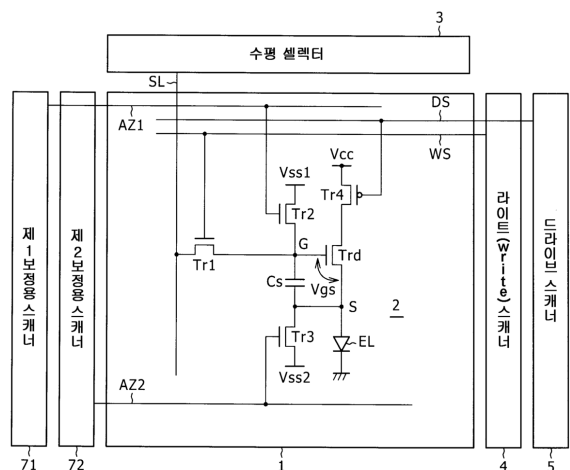 3
수평 셀렉터
SL
DS
AZ1
WS
Vcc
Vss1
Tr4
Tr2
G
Trd
Tr1
Cs
Vgs
S
2
Tr3
EL
Vss2
AZ2
제1보정용스캐너
제2보정용스캐너
라이트(write)스캐너
드라이브 스캐너
71
72
1
4
5